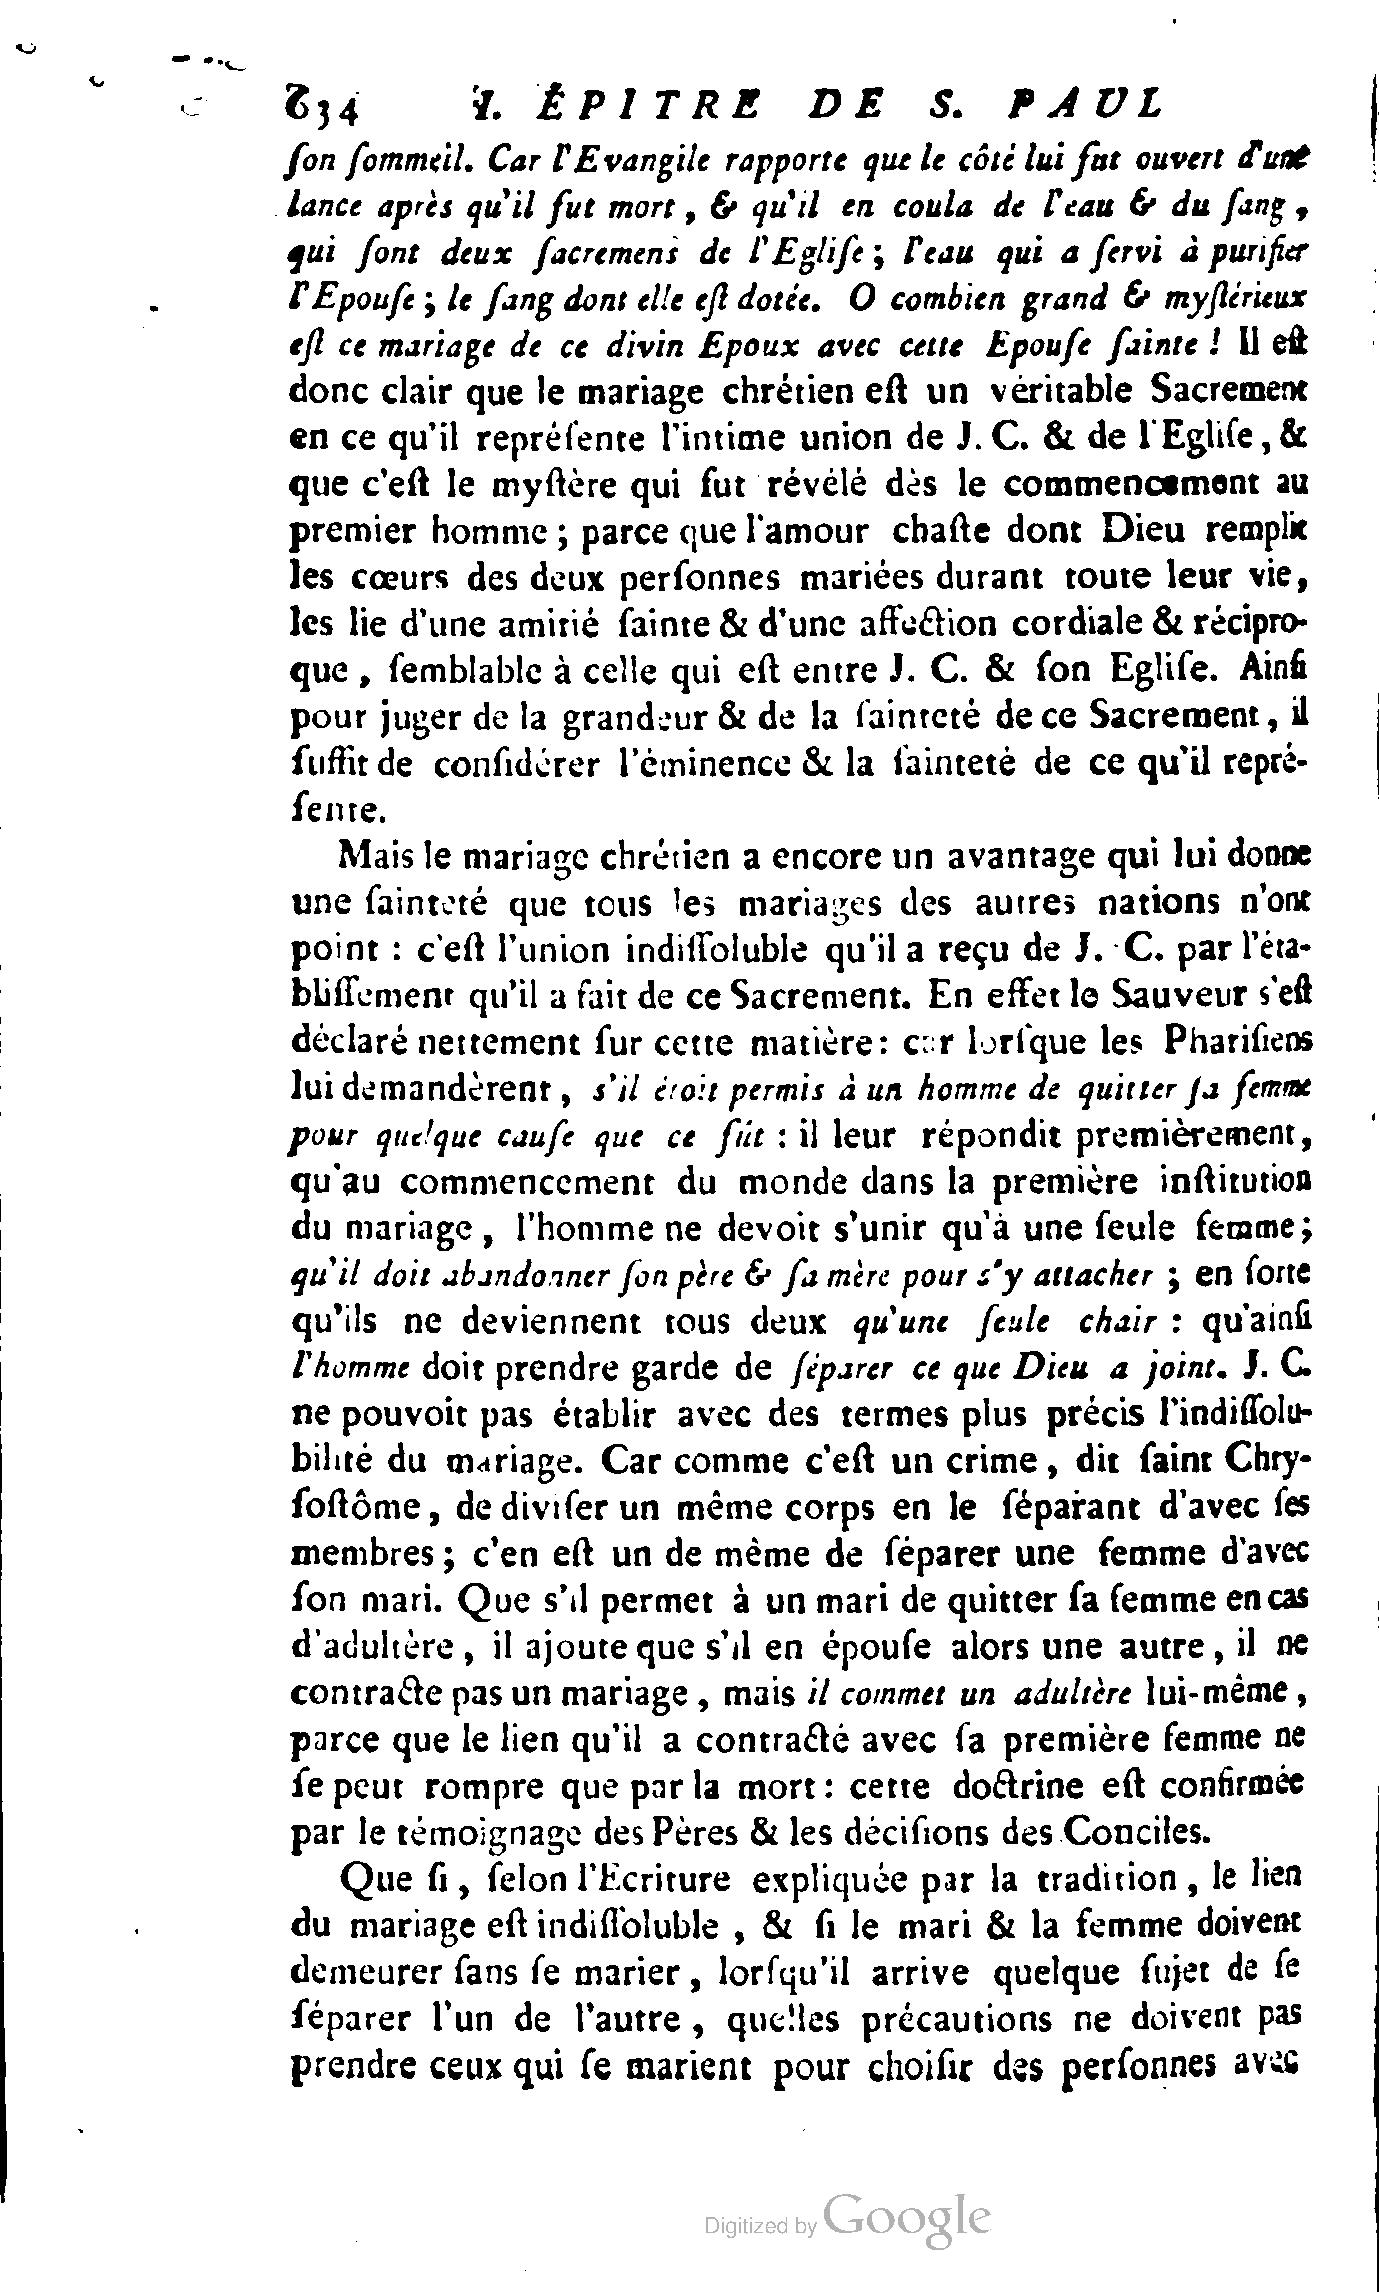 634 I. ÉPITRE DE S. PAUL
ſon ſommeil. Car l'Evangile rapporte que le côté lui fut ouvert d'une
lance après qu'il fut mort, & qu'il en coula de l'eau & du ſang,
qui ſont deux ſacremens de l'Egliſe; l'eau qui a ſervi à purifier
l'Epouſe; le ſang dont elle eſt dotée. O combien grand & myſtérieux
eſt ce mariage de ce divin Epoux avec cette Epouſe ſainte! Il eſt
donc clair que le mariage chrétien eſt un véritable Sacrement
en ce qu'il repréſente l'intime union de J. C. & de l'Egliſe, &
que c'eſt le myſtère qui fut révélé dès le commencement au
premier homme; parce que l'amour chaſte dont Dieu remplit
les cœurs des deux perſonnes mariées durant toute leur vie,
les lie d'une amitié ſainte & d'une affection cordiale & récipro-
que, ſemblable à celle qui eſt entre J. C. & ſon Egliſe. Ainſi
pour juger de la grandeur & de la ſainteté de ce Sacrement, il
ſuffit de conſidérer l'éminence & la ſainteté de ce qu'il repré-
ſente.
Mais le mariage chrétien a encore un avantage qui lui donne
une ſainteté que tous les mariages des autres nations n'ont
point : c'eſt l'union indiſſoluble qu'il a reçu de J. C. par l'éta-
bliſſement qu'il a fait de ce Sacrement. En effet le Sauveur s'eſt
déclaré nettement ſur cette matière: car lorſque les Phariſiens
lui demandèrent, s'il étoit permis à un homme de quitter ſa femme
pour quelque cauſe que ce fût : il leur répondit premièrement,
qu'au commencement du monde dans la première inſtitution
du mariage, l'homme ne devoit s'unir qu'à une ſeule femme;
qu'il doit abandonner ſon père & ſa mère pour s'y attacher ; en ſorte
qu'ils ne deviennent tous deux qu'une ſeule chair : qu'ainſi
l'homme doit prendre garde de ſéparer ce que Dieu a joint. J. C.
ne pouvoit pas établir avec des termes plus précis l'indiſſolu-
bilité du mariage. Car comme c'eſt un crime, dit ſaint Chry-
ſoſtôme, de diviſer un même corps en le ſéparant d'avec ſes
membres; c'en eſt un de même de ſéparer une femme d'avec
ſon mari. Que s'il permet à un mari de quitter ſa femme en cas
d'adultère, il ajoute que s'il en épouſe alors une autre, il ne
contracte pas un mariage, mais il commet un adultère lui-même,
parce que le lien qu'il a contracté avec ſa première femme ne
ſe peut rompre que par la mort: cette doctrine eſt confirmée
par le témoignage des Pères & les déciſions des Conciles.
Que ſi, ſelon l'Ecriture expliquée par la tradition, le lien
du mariage eſt indiſſoluble, & ſi le mari & la femme doivent
demeurer ſans ſe marier, lorſqu'il arrive quelque ſujet de ſe
ſéparer l'un de l'autre, quelles précautions ne doivent pas
prendre ceux qui ſe marient pour choiſir des perſonnes avec
Digitized by Google